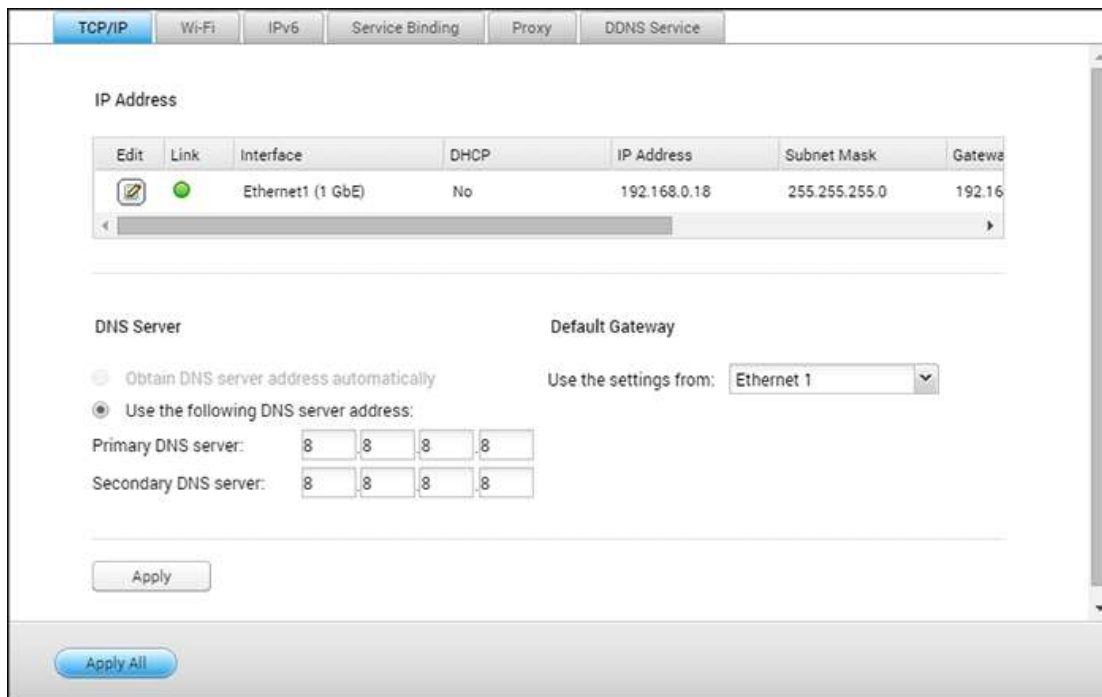 TCP/IP Wi-Fi IPv6 Service Binding Proxy DDNS Service
IP Address
Edit Link Interface DHCP IP Address Subnet Mask Gatewa
Ethernet1 (1 GbE) No 192.168.0.18 255.255.255.0 192.16
DNS Server Default Gateway
Obtain DNS server address automatically Use the settings from: Ethernet 1
Use the following DNS server address:
Primary DNS server: 8 .8 .8 .8
Secondary DNS server: 8 .8 .8 .8
Apply
Apply All